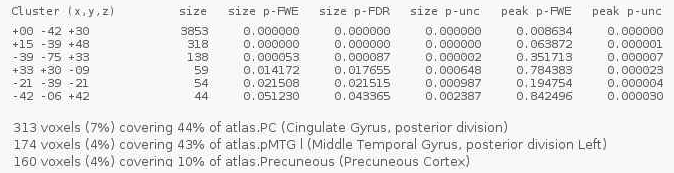 Cluster (x,y,z) size size p-FWE size p-FDR size p-unc peak p-FWE peak p-unc
+00 -42 +30 3853 0.000000 0.000000 0.000000 0.008634 0.000000
+15 -39 +48 318 0.000000 0.000000 0.000000 0.063872 0.000001
-39 -75 +33 138 0.000053 0.000087 0.000002 0.351713 0.000007
+33 +30 -09 59 0.014172 0.017655 0.000648 0.784383 0.000023
-21 -39 -21 54 0.021508 0.021515 0.000987 0.194754 0.000004
-42 -06 +42 44 0.051230 0.043365 0.002387 0.842496 0.000030
313 voxels (7%) covering 44% of atlas.PC (Cingulate Gyrus, posterior division)
174 voxels (4%) covering 43% of atlas.pMTG l (Middle Temporal Gyrus, posterior division Left)
160 voxels (4%) covering 10% of atlas.Precuneous (Precuneous Cortex)